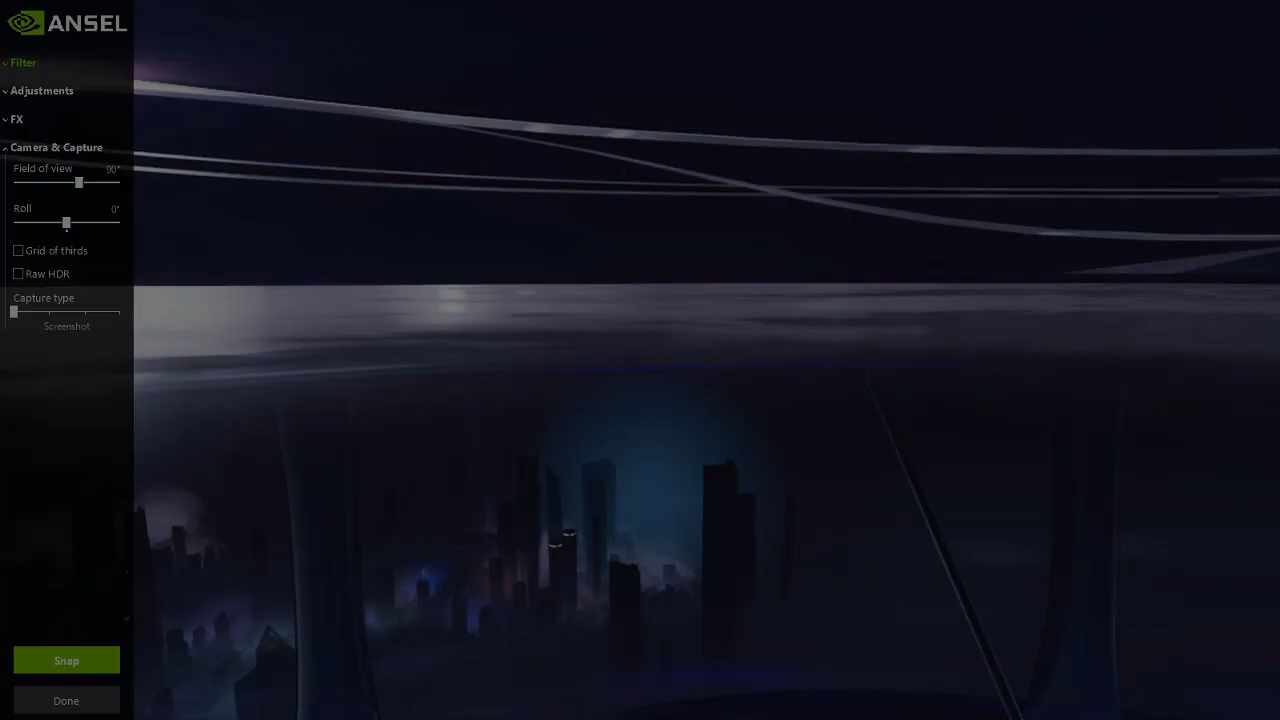 ANSEL
Filter
Adjustments
FX
Camera & Capture
Field of view 90°
Roll 0°
Grid of thirds
Raw HDR
Capture type
Screenshot
Snap
Done